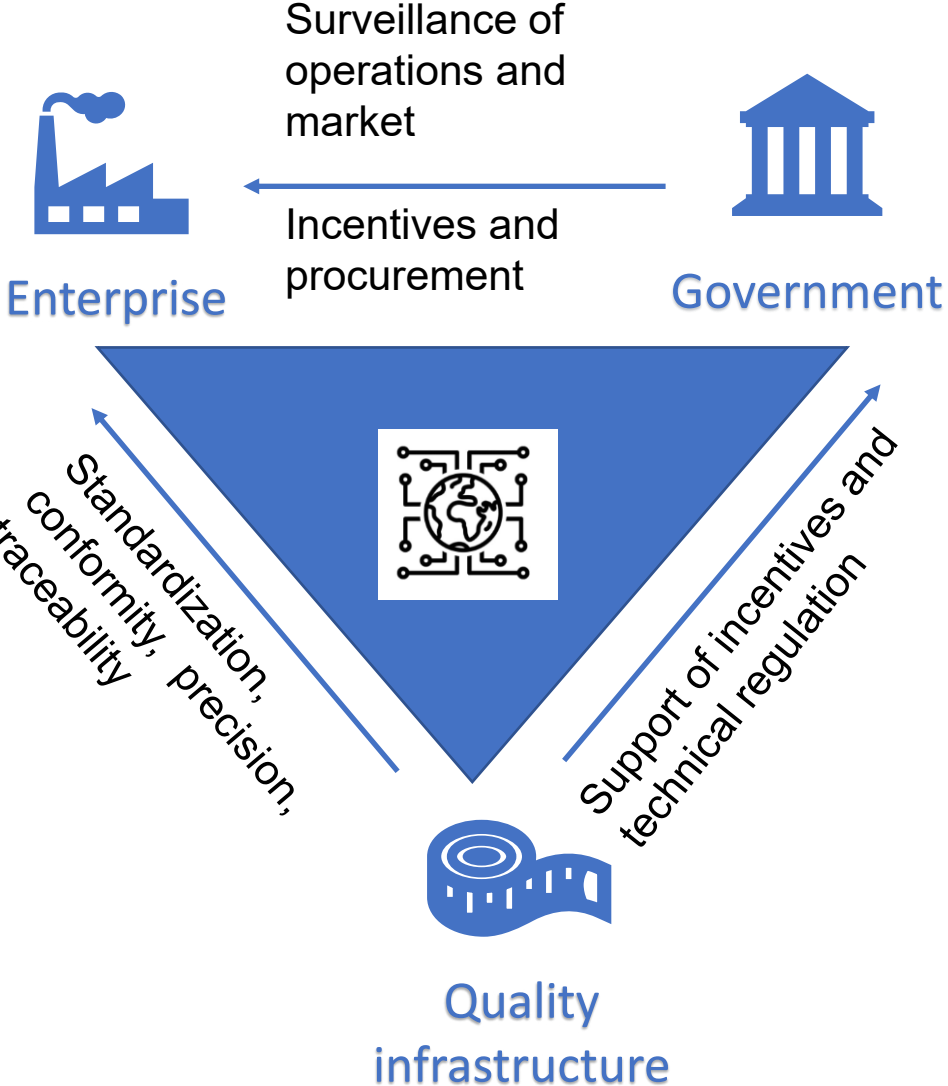 Surveillance of
operations and
market
Incentives and
procurement
Enterprise
Government
Standardization,
conformity, precision,
traceability
Support of incentives and
technical regulation
Quality
infrastructure